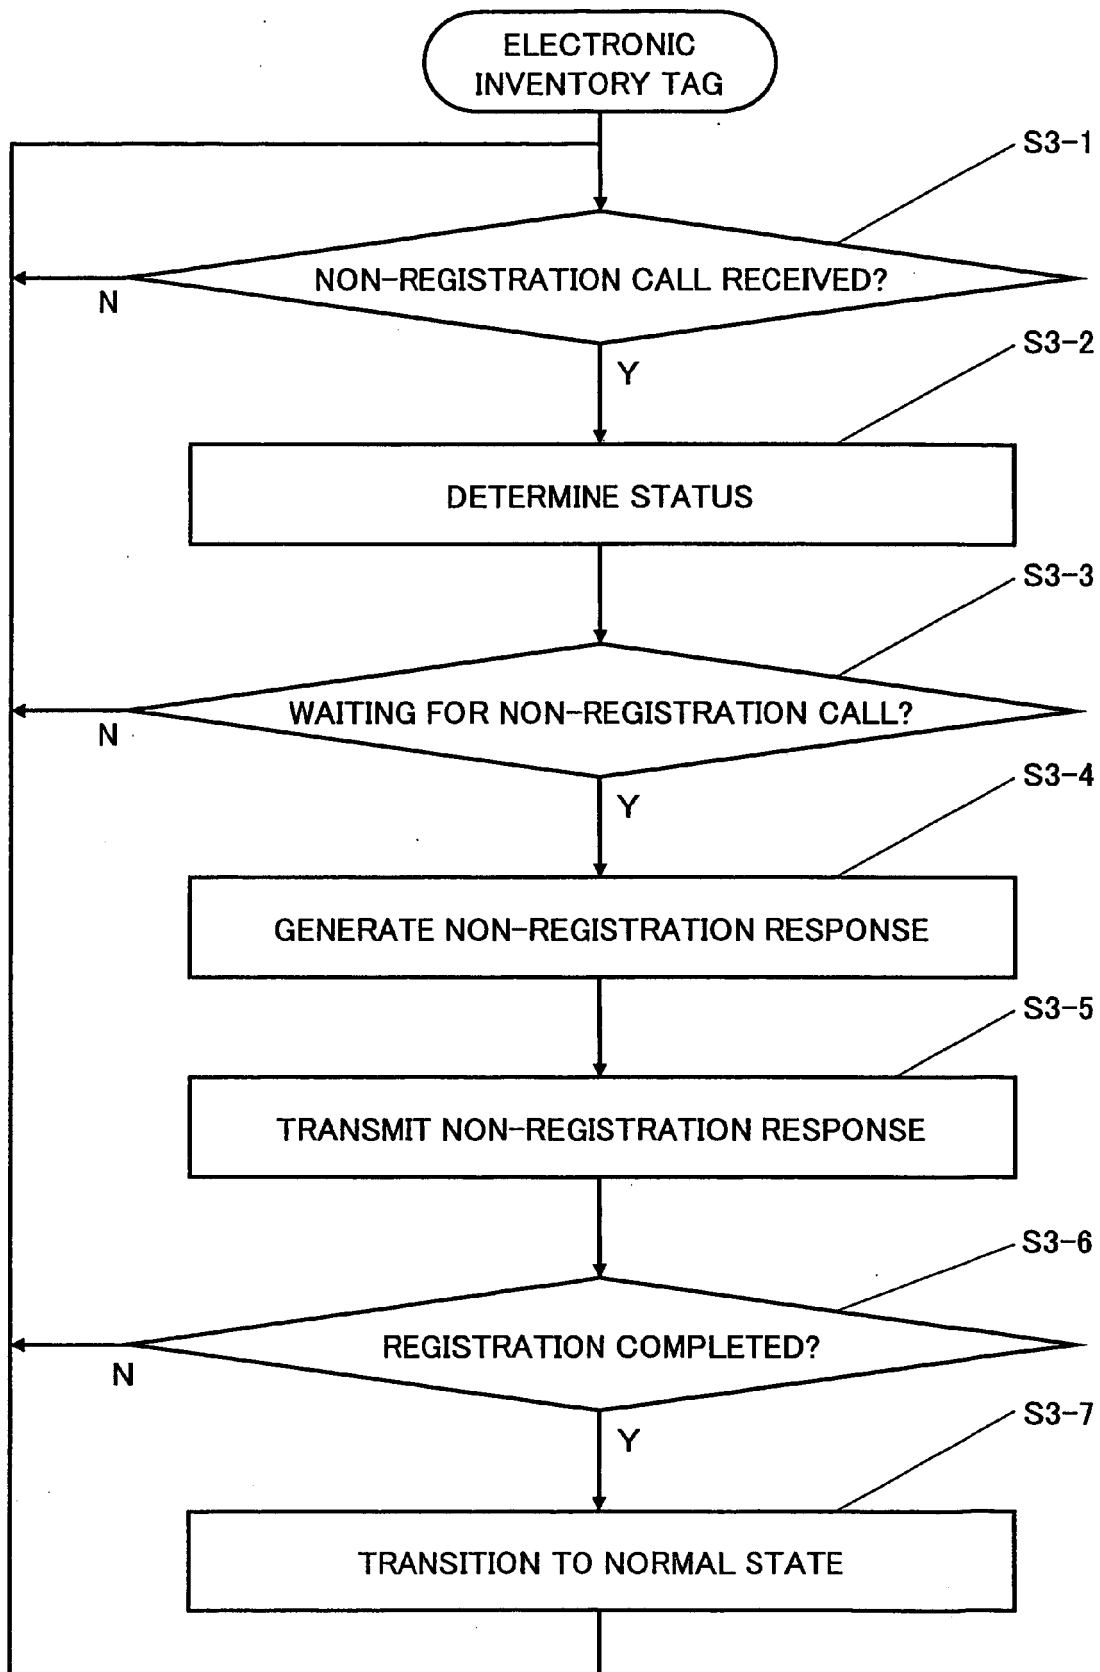 ELECTRONIC
INVENTORY TAG
S3-1
NON-REGISTRATION CALL RECEIVED?
N
Y
S3-2
DETERMINE STATUS
S3-3
WAITING FOR NON-REGISTRATION CALL?
N
Y
S3-4
GENERATE NON-REGISTRATION RESPONSE
S3-5
TRANSMIT NON-REGISTRATION RESPONSE
S3-6
REGISTRATION COMPLETED?
N
Y
S3-7
TRANSITION TO NORMAL STATE